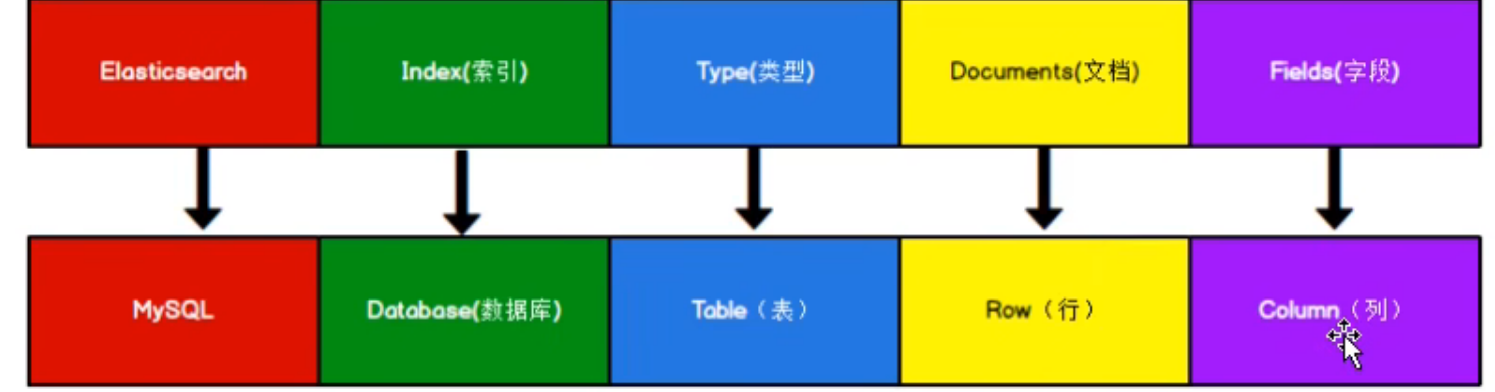 Elasticsearch
Index(索引)
Type(类型)
Documents(文档)
Fields(字段)
MySQL
Database(数据库)
Table（表）
Row（行）
Column（列）